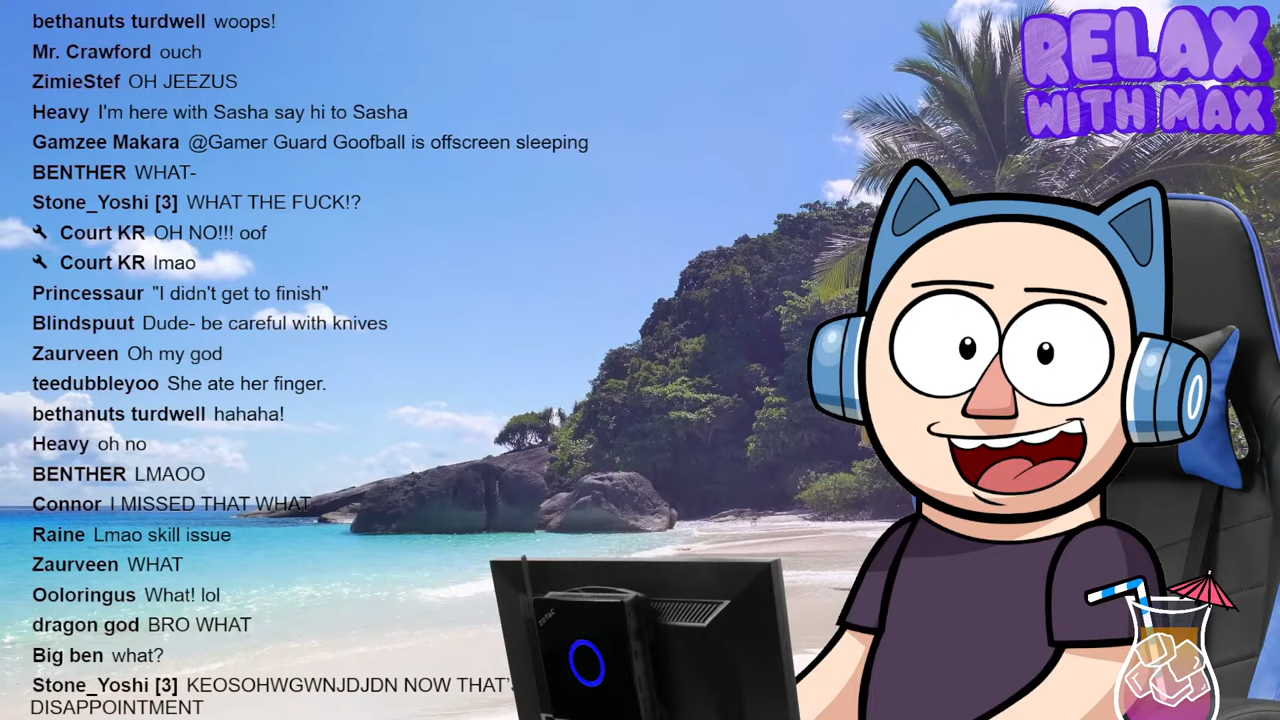 bethanuts turdwell woops!
Mr. Crawford ouch
ZimieStef OH JEEZUS
Heavy I'm here with Sasha say hi to Sasha
Gamzee Makara @Gamer Guard Goofball is offscreen sleeping
BENTHER WHAT-
Stone_Yoshi [3] WHAT THE FUCK!?
Court KR OH NO!!! oof
Court KR lmao
Princessaur "I didn't get to finish"
Blindspuut Dude- be careful with knives
Zaurveen Oh my god
teedubbleyoo She ate her finger.
bethanuts turdwell hahaha!
Heavy oh no
BENTHER LMAOO
Connor I MISSED THAT WHAT
Raine Lmao skill issue
Zaurveen WHAT
Ooloringus What! lol
dragon god BRO WHAT
Big ben what?
Stone_Yoshi [3] KEOSOHWGWNJDJDN NOW THAT'S
DISAPPOINTMENT
RELAX
WITH MAX
ZOTAC